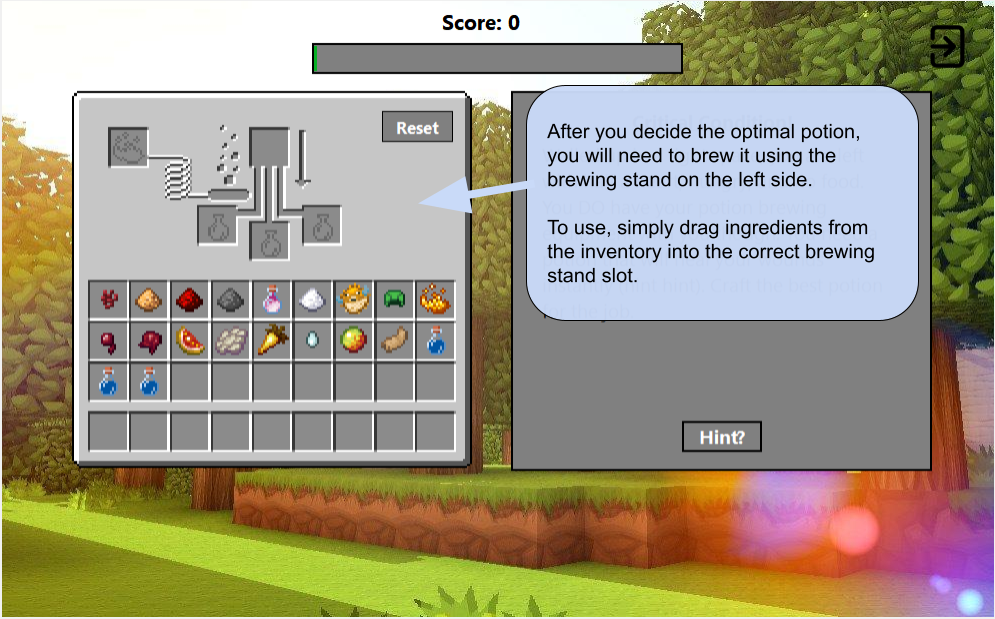 Score: 0
Reset
After you decide the optimal potion,
you will need to brew it using the
brewing stand on the left side.
To use, simply drag ingredients from
the inventory into the correct brewing
stand slot.
Hint?